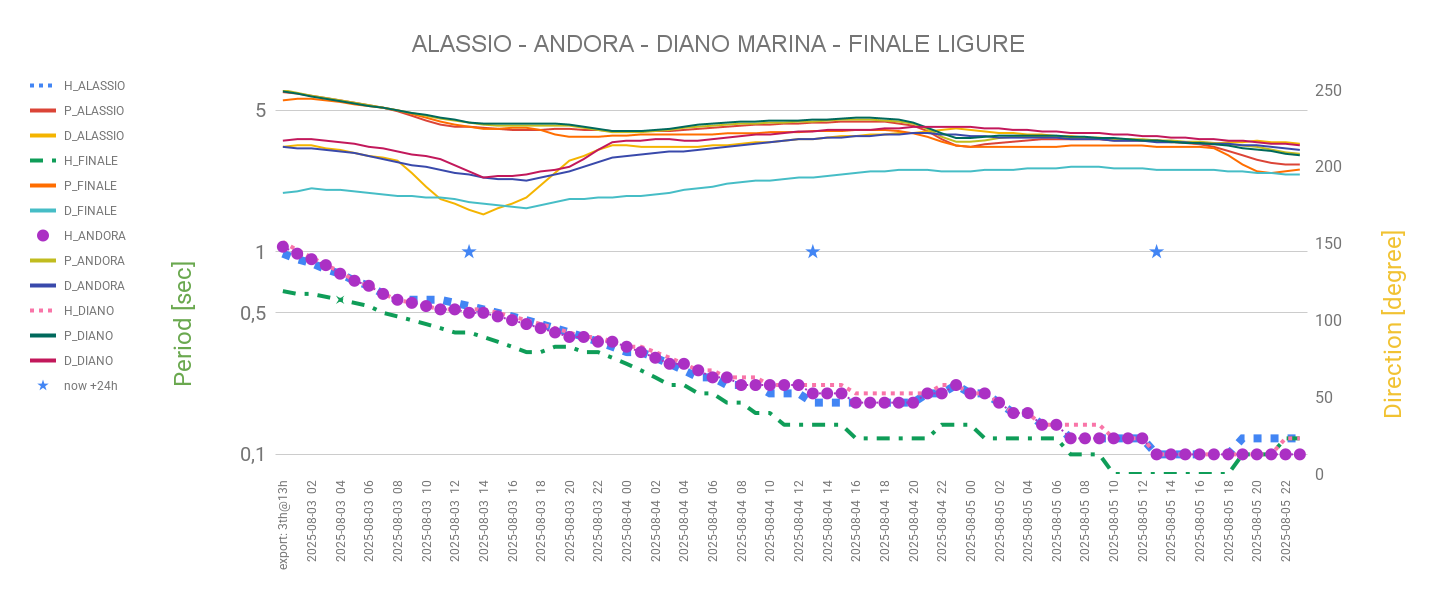 ALASSIO - ANDORA - DIANO MARINA - FINALE LIGURE
H_ALASSIO
P_ALASSIO
D_ALASSIO
H_FINALE
P_FINALE
D_FINALE
H_ANDORA
P_ANDORA
D_ANDORA
H_DIANO
P_DIANO
D_DIANO
now +24h
Period [sec]
5
1
0,5
0,1
250
200
150
100
50
0
Direction [degree]
export: 3th@13h
2025-08-03 02
2025-08-03 04
2025-08-03 06
2025-08-03 08
2025-08-03 10
2025-08-03 12
2025-08-03 14
2025-08-03 16
2025-08-03 18
2025-08-03 20
2025-08-03 22
2025-08-04 00
2025-08-04 02
2025-08-04 04
2025-08-04 06
2025-08-04 08
2025-08-04 10
2025-08-04 12
2025-08-04 14
2025-08-04 16
2025-08-04 18
2025-08-04 20
2025-08-04 22
2025-08-05 00
2025-08-05 02
2025-08-05 04
2025-08-05 06
2025-08-05 08
2025-08-05 10
2025-08-05 12
2025-08-05 14
2025-08-05 16
2025-08-05 18
2025-08-05 20
2025-08-05 22